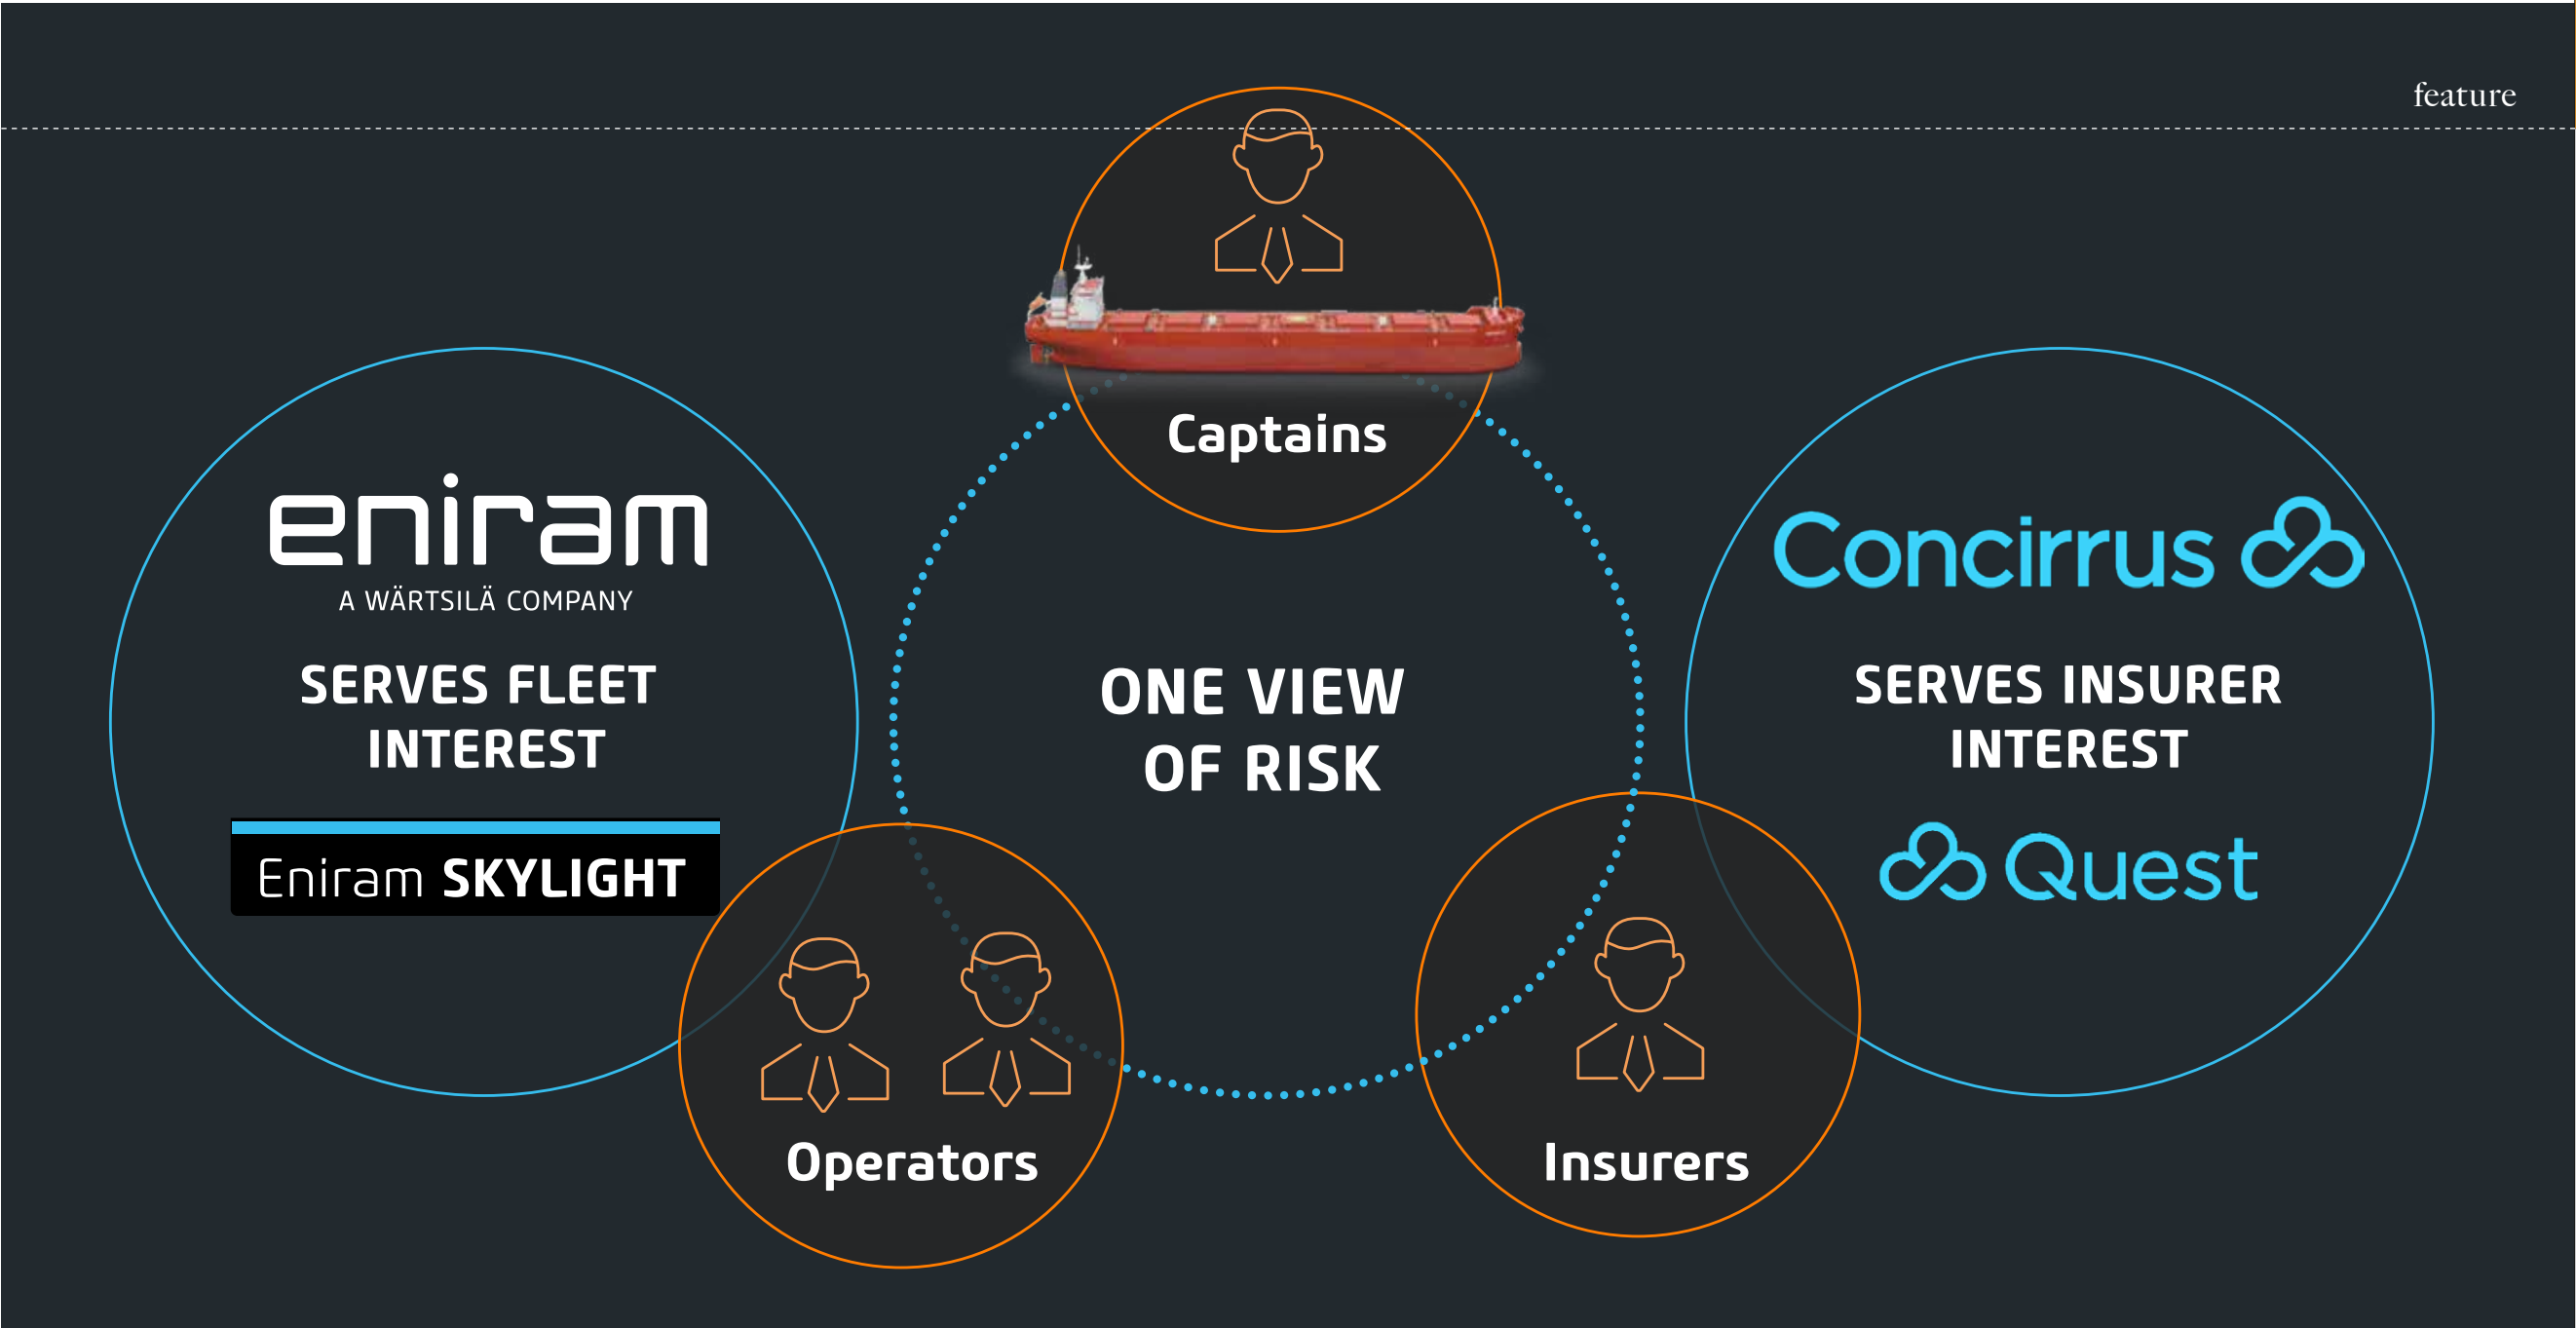 feature
Captains
eniram
A WÄRTSILÄ COMPANY
SERVES FLEET
INTEREST
Eniram SKYLIGHT
ONE VIEW
OF RISK
Concirrus
SERVES INSURER
INTEREST
Quest
Operators
Insurers